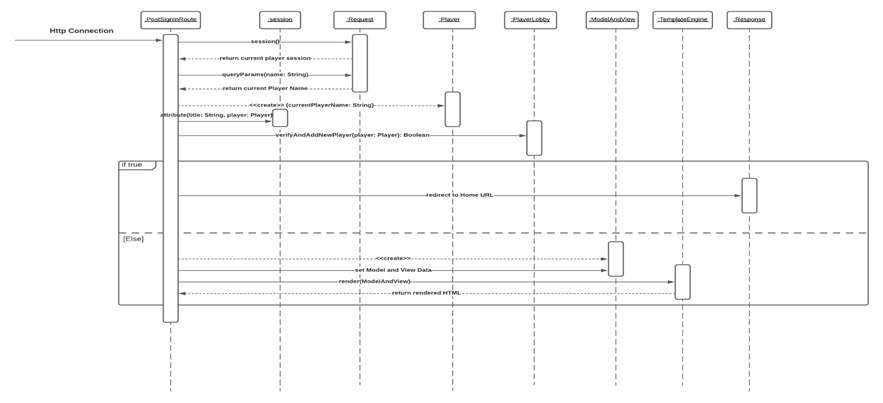 :PostSignInRoute
:session
:Request
:Player
:PlayerLobby
:ModelAndView
:TemplateEngine
:Response
Http Connection
session()
return current player session
queryParams(name: String)
return current Player Name
<<create>> (currentPlayerName: String)
attribute(title: String, player: Player)
verifyAndAddNewPlayer(player: Player): Boolean
if true
redirect to Home URL
[Else]
<<create>>
set Model and View Data
render(ModelAndView)
return rendered HTML